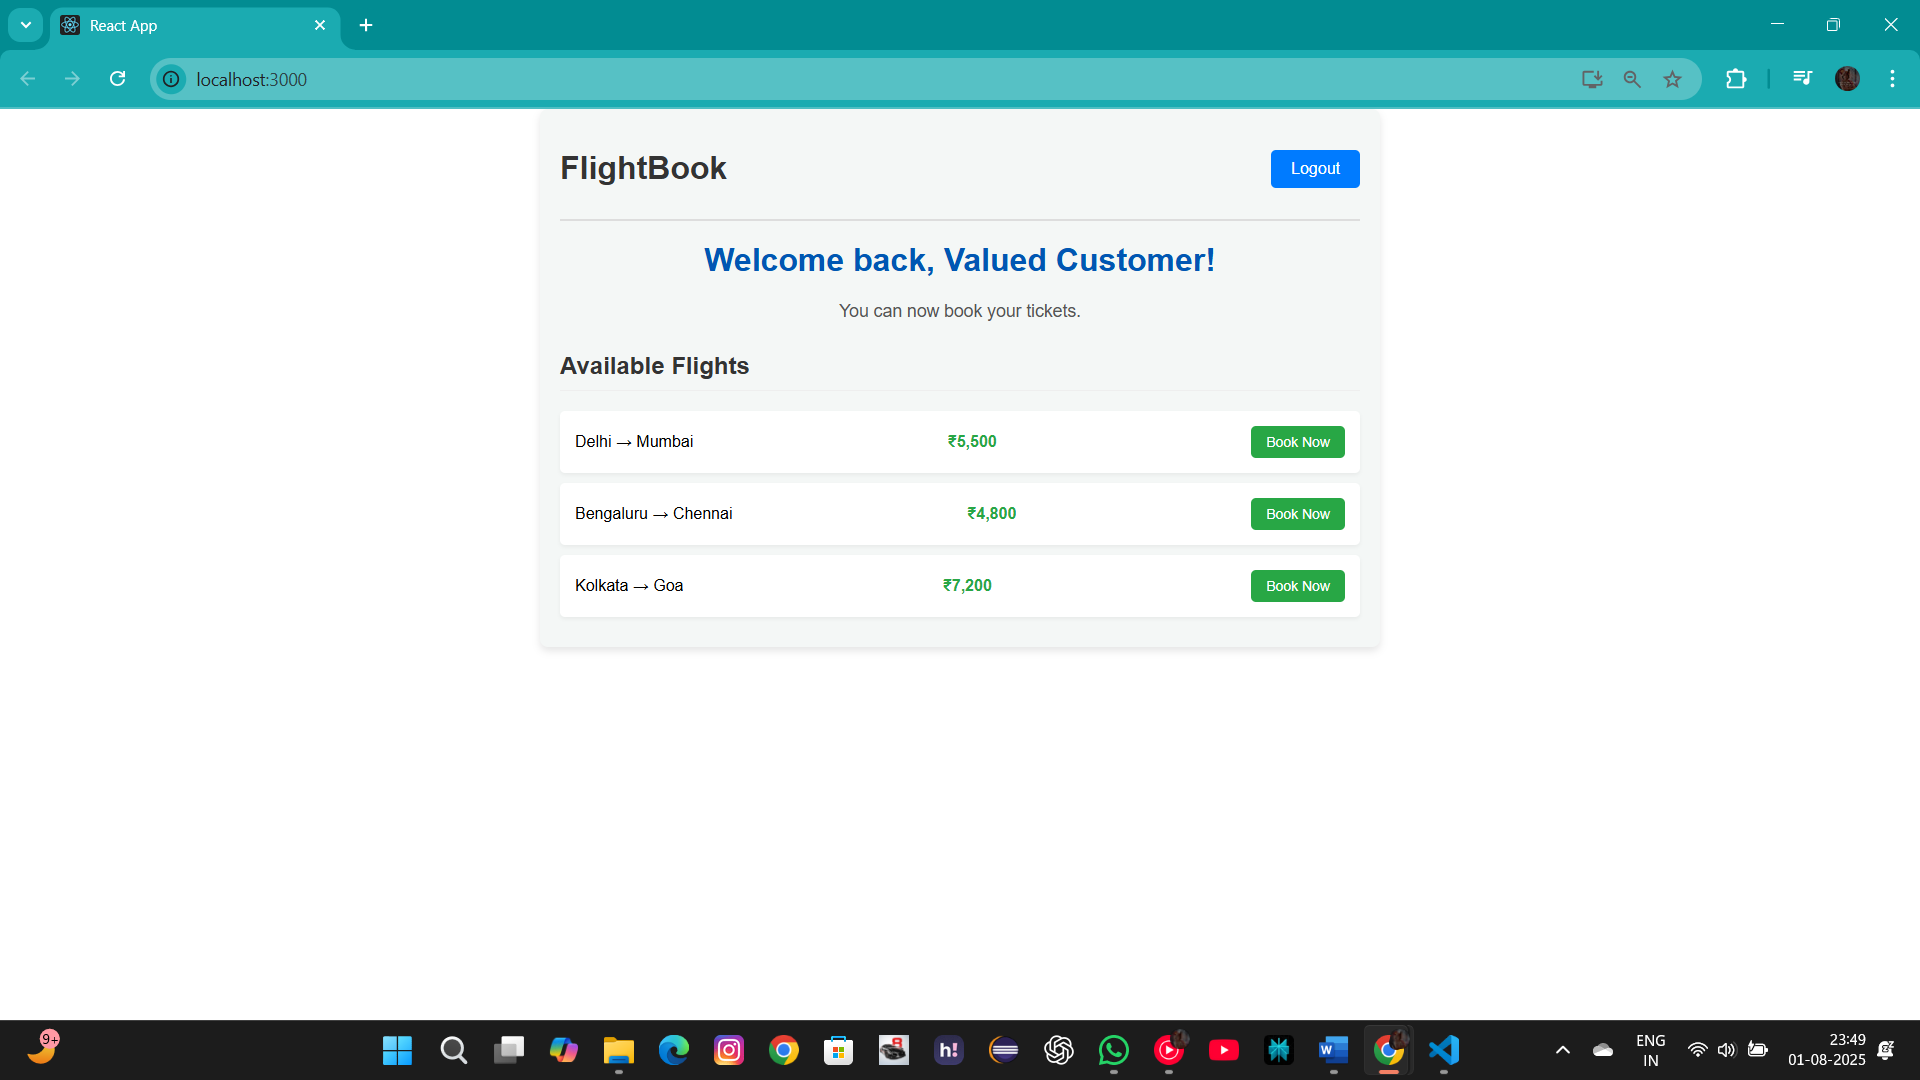 React App
localhost:3000
FlightBook
Logout
Welcome back, Valued Customer!
You can now book your tickets.
Available Flights
Delhi → Mumbai ₹5,500 Book Now
Bengaluru → Chennai ₹4,800 Book Now
Kolkata → Goa ₹7,200 Book Now
9+
h!
W
ENG
IN
23:49
01-08-2025